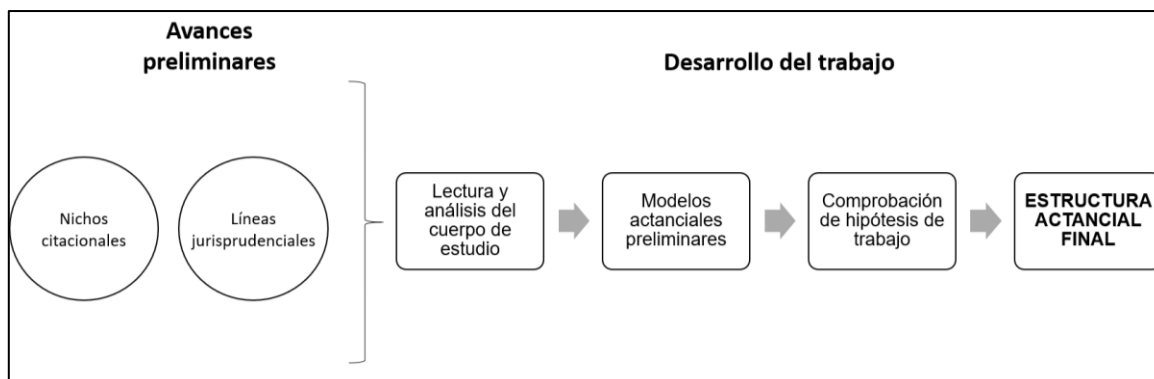 Avances
preliminares
Desarrollo del trabajo
Nichos
citacionales
Líneas
jurisprudenciales
Lectura y
análisis del
cuerpo de
estudio
Modelos
actanciales
preliminares
Comprobación
de hipótesis de
trabajo
ESTRUCTURA
ACTANCIAL
FINAL